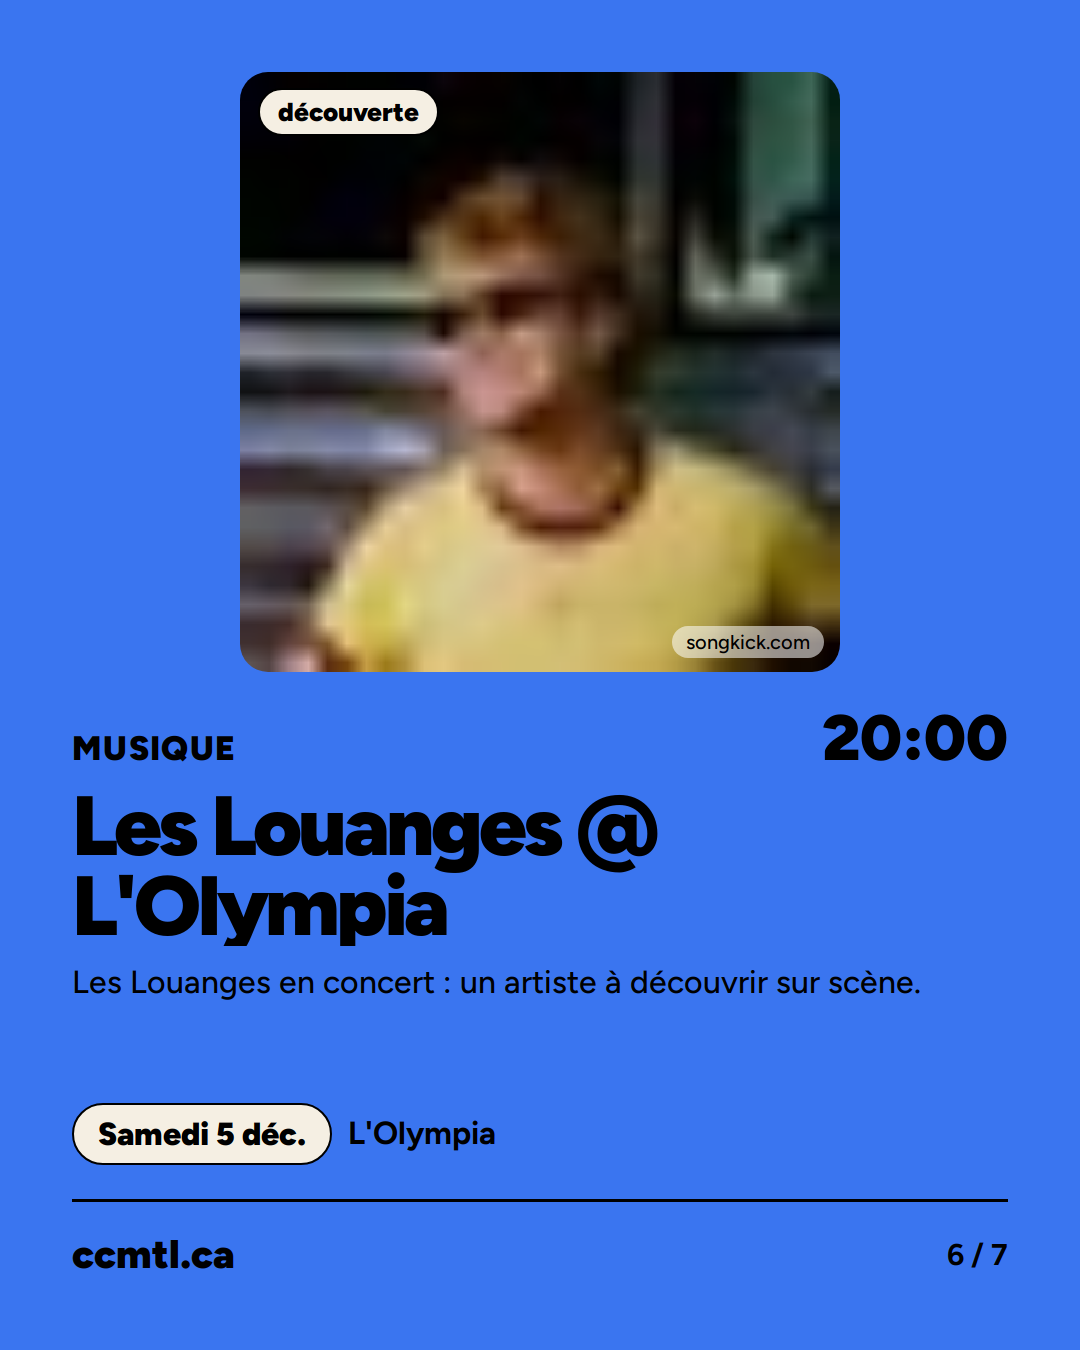 découverte
songkick.com
MUSIQUE
20:00
Les Louanges @
L'Olympia
Les Louanges en concert : un artiste à découvrir sur scène.
Samedi 5 déc.
L'Olympia
ccmtl.ca
6 / 7